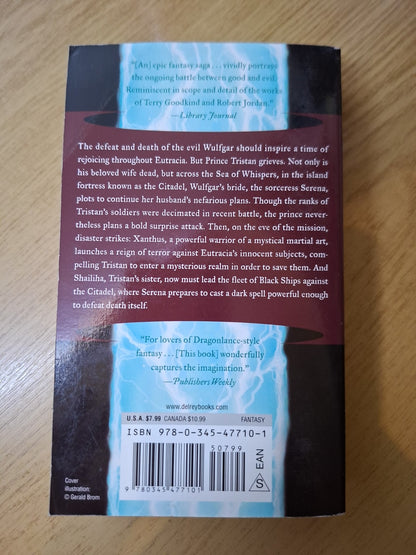 “[An] epic fantasy saga . . . vividly portrays
the ongoing battle between good and evil.
Reminiscent in scope and detail of the works
of Terry Goodkind and Robert Jordan.”
—Library Journal
The defeat and death of the evil Wulfgar should inspire a time of
rejoicing throughout Eutracia. But Prince Tristan grieves. Not only is
his beloved wife dead, but across the Sea of Whispers, in the island
fortress known as the Citadel, Wulfgar’s bride, the sorceress Serena,
plots to continue her husband’s nefarious plans. Though the ranks of
Tristan’s soldiers were decimated in recent battle, the prince never-
theless plans a bold surprise attack. Then, on the eve of the mission,
disaster strikes: Xanthus, a powerful warrior of a mystical martial art,
launches a reign of terror against Eutracia’s innocent subjects, com-
pelling Tristan to enter a mysterious realm in order to save them. And
Shailiha, Tristan’s sister, now must lead the fleet of Black Ships against
the Citadel, where Serena prepares to cast a dark spell powerful enough
to defeat death itself.
“For lovers of Dragonlance-style
fantasy . . . [This book] wonderfully
captures the imagination.”
—Publishers Weekly
www.delreybooks.com
U.S.A. $7.99 CANADA $10.99 FANTASY
ISBN 978-0-345-47710-1
50799
9 780345 477101
S EAN
Cover
illustration:
© Gerald Brom